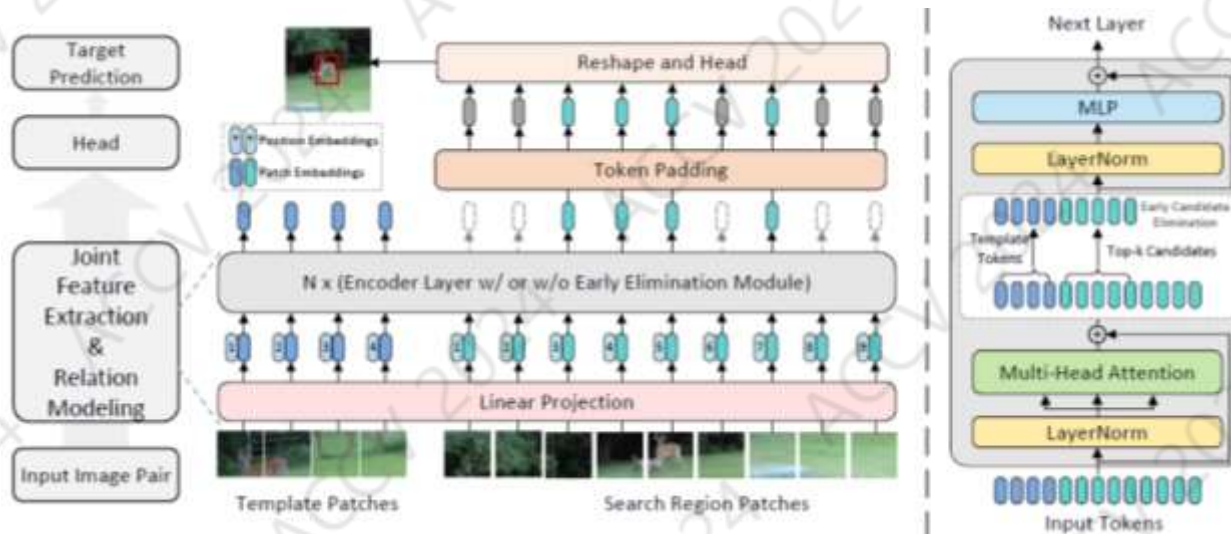 Target
Prediction
Head
Joint
Feature
Extraction
&
Relation
Modeling
Input Image Pair
Reshape and Head
Position Embeddings
Patch Embeddings
Token Padding
N x (Encoder Layer w/ or w/o Early Elimination Module)
Linear Projection
Template Patches
Search Region Patches
Next Layer
MLP
LayerNorm
Early Candidate
Elimination
Template
Tokens
Top-k Candidates
Multi-Head Attention
LayerNorm
Input Tokens
ACCV 2024